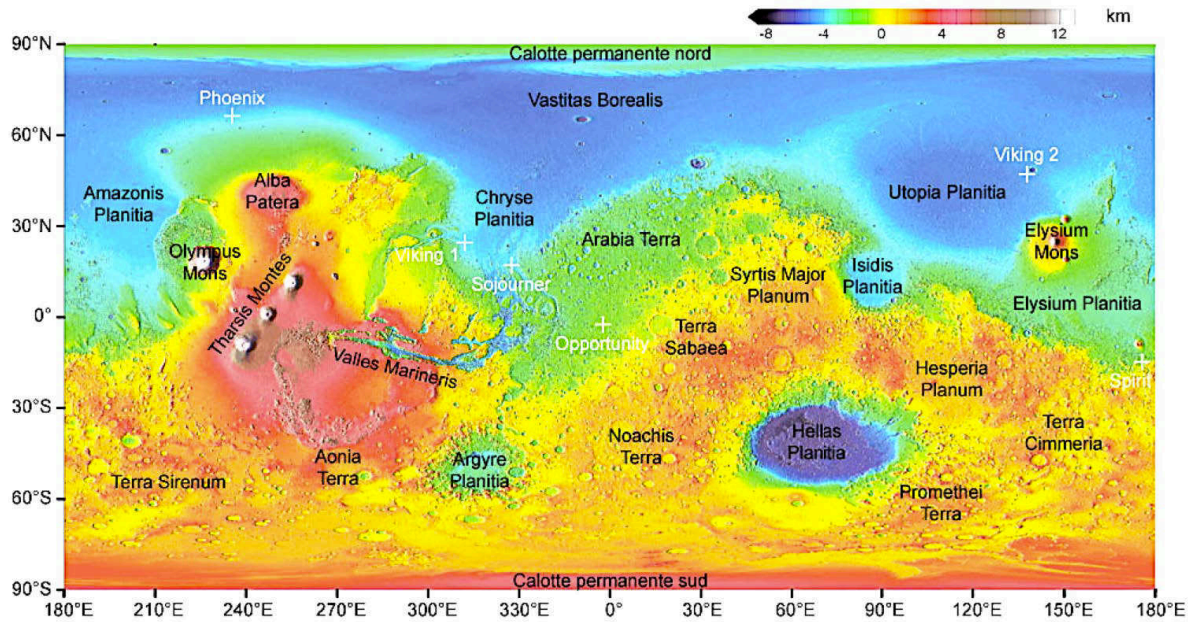 km
-8 -4 0 4 8 12
90°N
60°N
30°N
0°
30°S
60°S
90°S
Calotte permanente nord
Phoenix
Vastitas Borealis
Viking 2
Amazonis
Planitia
Alba
Patera
Chryse
Planitia
Utopia Planitia
Olympus
Mons
Viking 1
Arabia Terra
Elysium
Mons
Tharsis Montes
Sojourner
Syrtis Major
Planum
Isidis
Planitia
Elysium Planitia
Valles Marineris
Opportunity
Terra
Sabaea
Hesperia
Planum
Spirit
Terra Sirenum
Aonia
Terra
Argyre
Planitia
Noachis
Terra
Hellas
Planitia
Terra
Cimmeria
Promethei
Terra
Calotte permanente sud
180°E 210°E 240°E 270°E 300°E 330°E 0° 30°E 60°E 90°E 120°E 150°E 180°E